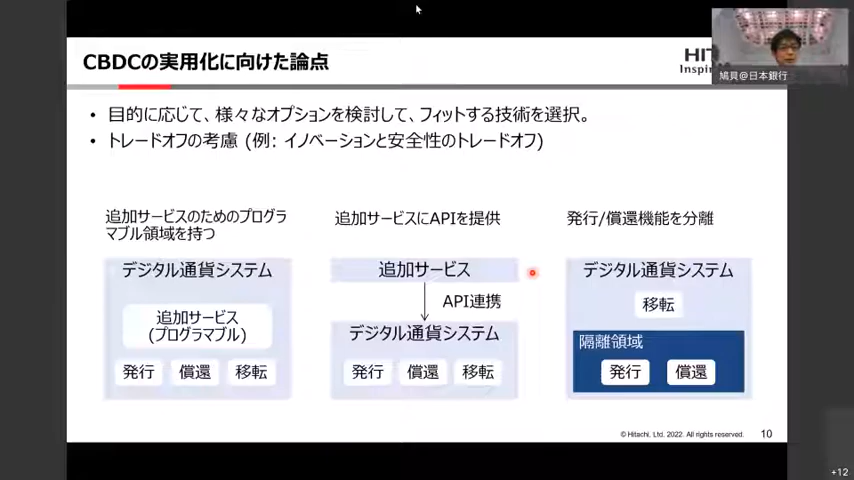 CBDCの実用化に向けた論点
HIT
Inspir
鳩貝@日本銀行
• 目的に応じて、様々なオプションを検討して、フィットする技術を選択。
• トレードオフの考慮 (例: イノベーションと安全性のトレードオフ)
追加サービスのためのプログラ
マブル領域を持つ
デジタル通貨システム
追加サービス
(プログラマブル)
発行 償還 移転
追加サービスにAPIを提供
追加サービス
API連携
デジタル通貨システム
発行 償還 移転
発行/償還機能を分離
デジタル通貨システム
移転
隔離領域
発行 償還
© Hitachi, Ltd. 2022. All rights reserved. 10
+12